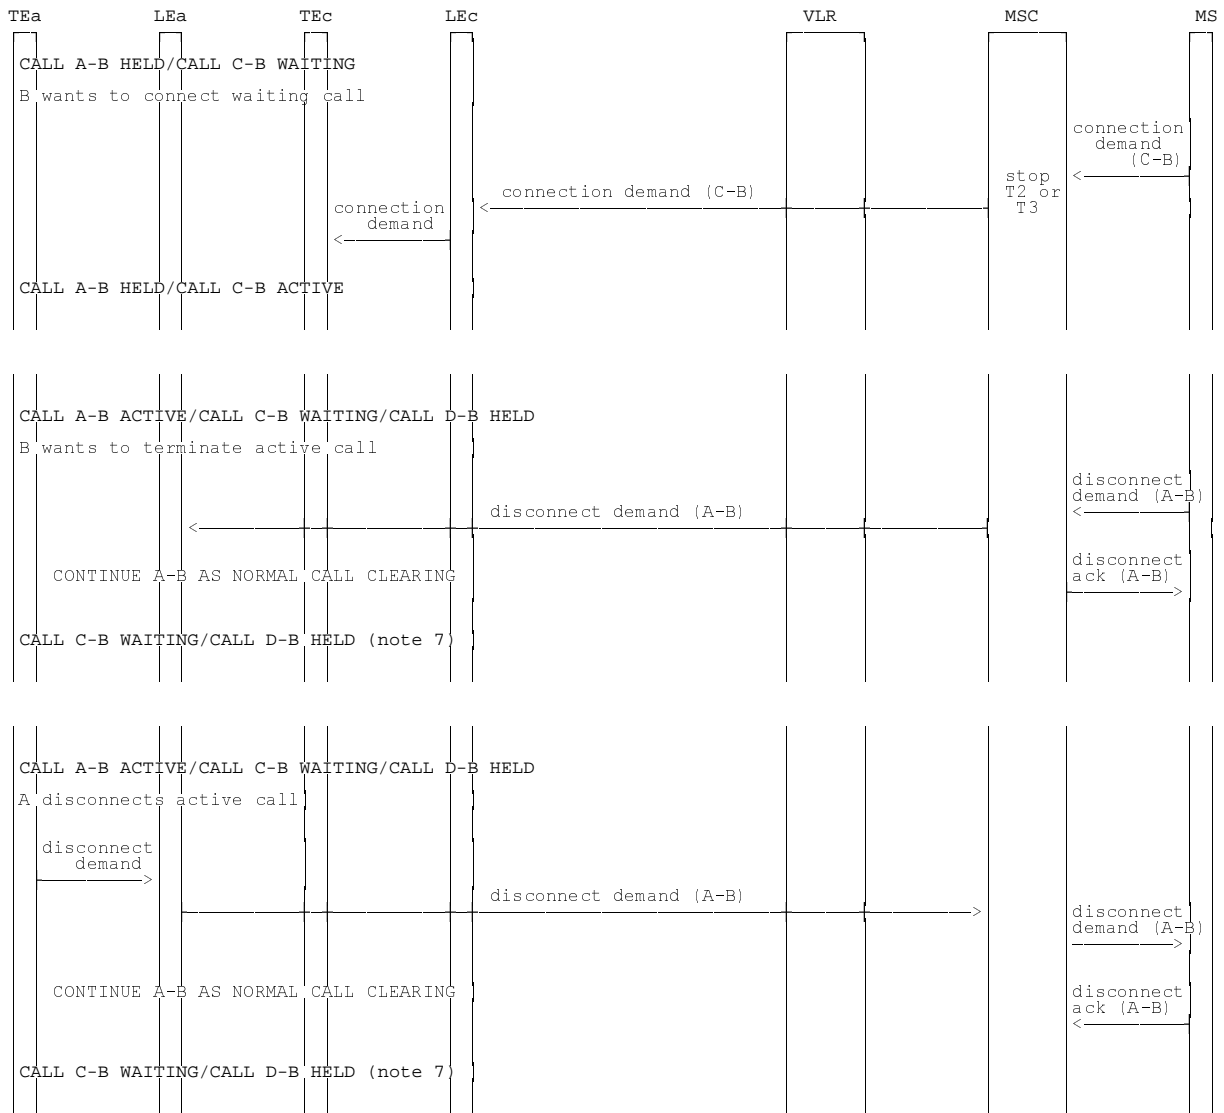 TEa LEa TEc LEc VLR MSC MS
CALL A-B HELD/CALL C-B WAITING
B wants to connect waiting call
connection
demand
(C-B)
stop
T2 or
T3
connection demand (C-B)
connection
demand
CALL A-B HELD/CALL C-B ACTIVE
CALL A-B ACTIVE/CALL C-B WAITING/CALL D-B HELD
B wants to terminate active call
disconnect
demand (A-B)
disconnect demand (A-B)
disconnect
ack (A-B)
CONTINUE A-B AS NORMAL CALL CLEARING
CALL C-B WAITING/CALL D-B HELD (note 7)
CALL A-B ACTIVE/CALL C-B WAITING/CALL D-B HELD
A disconnects active call
disconnect
demand
disconnect demand (A-B)
disconnect
demand (A-B)
CONTINUE A-B AS NORMAL CALL CLEARING
disconnect
ack (A-B)
CALL C-B WAITING/CALL D-B HELD (note 7)